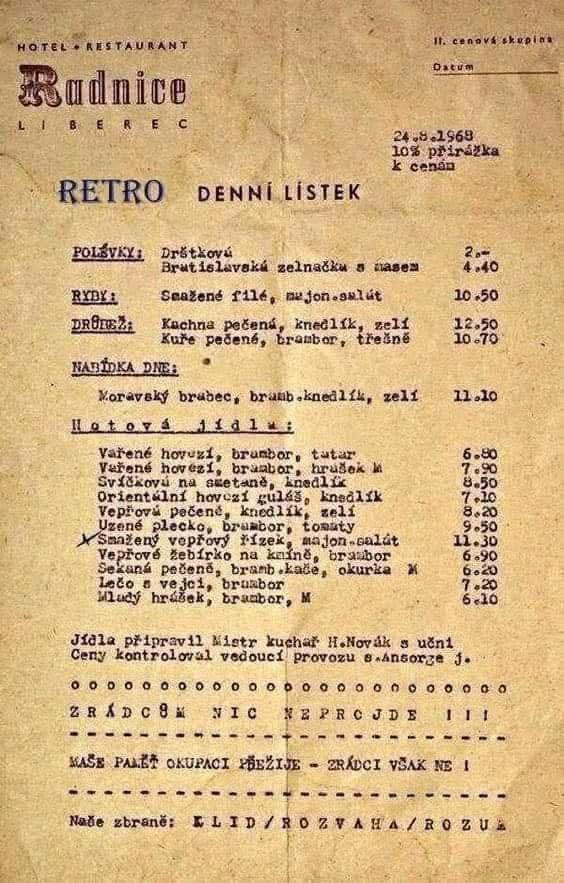 HOTEL • RESTAURANT
Radnice
LIBEREC
II. cenová skupina
Datum
24.8.1968
10% přirážka
k cenám
RETRO DENNÍ LÍSTEK
POLÉVKY: Drštková 2.-
Bratislavská zelnačka s masem 4.40
RYBY: Smažené filé, majon.salát 10.50
DRŮBEŽ: Kachna pečená, knedlík, zelí 12.50
Kuře pečené, brambor, třešně 10.70
NABÍDKA DNE:
Moravský brabec, bramb.knedlík, zelí 11.10
Hotová jídla:
Vařené hovězí, brambor, tatar 6.80
Vařené hovězí, brambor, hrášek M 7.90
Svíčková na smetaně, knedlík 8.50
Orientální hovězí guláš, knedlík 7.10
Vepřová pečeně, knedlík, zelí 8.20
Uzené plecko, brambor, tomaty 9.50
Smažený vepřový řízek, majon.salát 11.30
Vepřové žebírko na kmíně, brambor 6.90
Sekaná pečeně, bramb.kaše, okurka M 6.20
Lečo s vejci, brambor 7.20
Mladý hrášek, brambor, M 6.10
Jídla připravil Mistr kuchař H.Novák s učni
Ceny kontroloval vedoucí provozu s.Ansorge j.
ZRÁDCŮM NIC NEPROJDE !!!
NAŠE PAMĚŤ OKUPACI PŘEŽIJE - ZRÁDCI VŠAK NE !
Naše zbraně: KLID/ROZVAHA/ROZUM